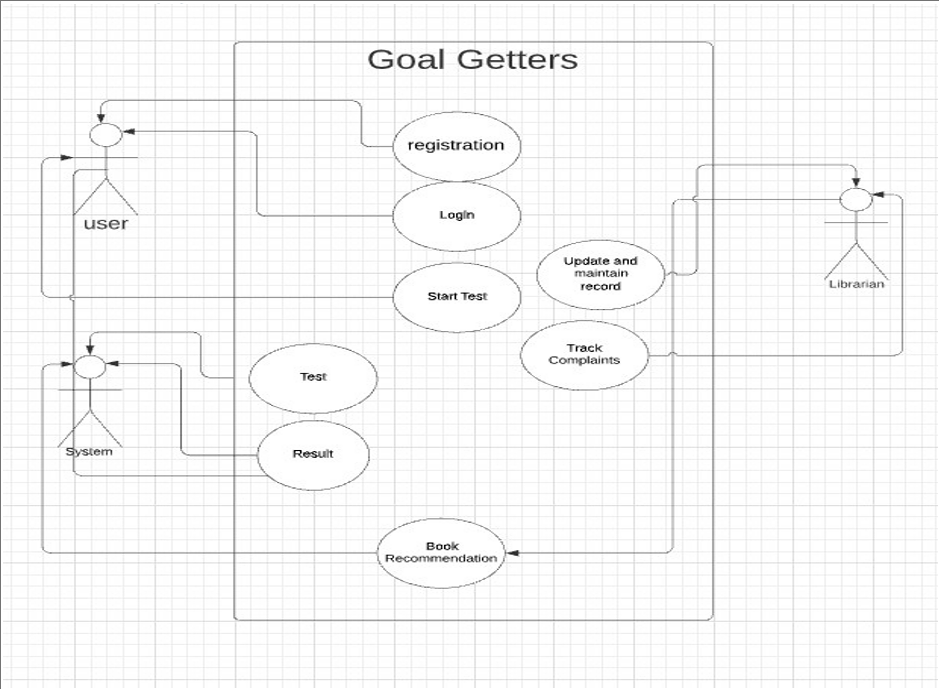 Goal Getters
registration
Login
user
Update and
maintain
record
Librarian
Start Test
Track
Complaints
Test
System
Result
Book
Recommendation